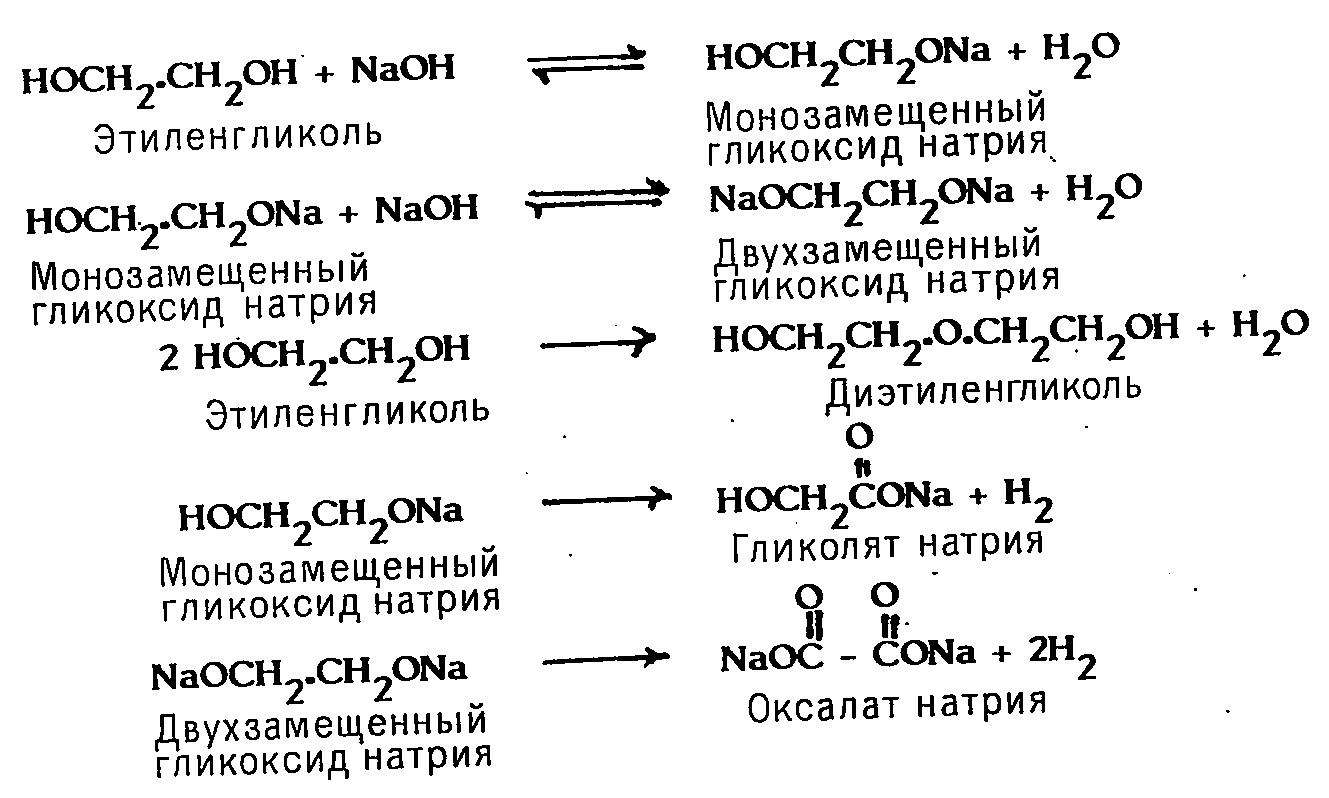 HOCH₂.CH₂OH + NaOH ⇌ HOCH₂CH₂ONa + H₂O
Этиленгликоль Монозамещенный
гликоксид натрия
HOCH₂.CH₂ONa + NaOH ⇌ NaOCH₂CH₂ONa + H₂O
Монозамещенный Двухзамещенный
гликоксид натрия гликоксид натрия
2 HOCH₂.CH₂OH → HOCH₂CH₂.O.CH₂CH₂OH + H₂O
Этиленгликоль Диэтиленгликоль
O
"
HOCH₂CH₂ONa → HOCH₂CONa + H₂
Монозамещенный Гликолят натрия
гликоксид натрия
O O
|| ||
NaOCH₂.CH₂ONa → NaOC – CONa + 2H₂
Двухзамещенный Оксалат натрия
гликоксид натрия